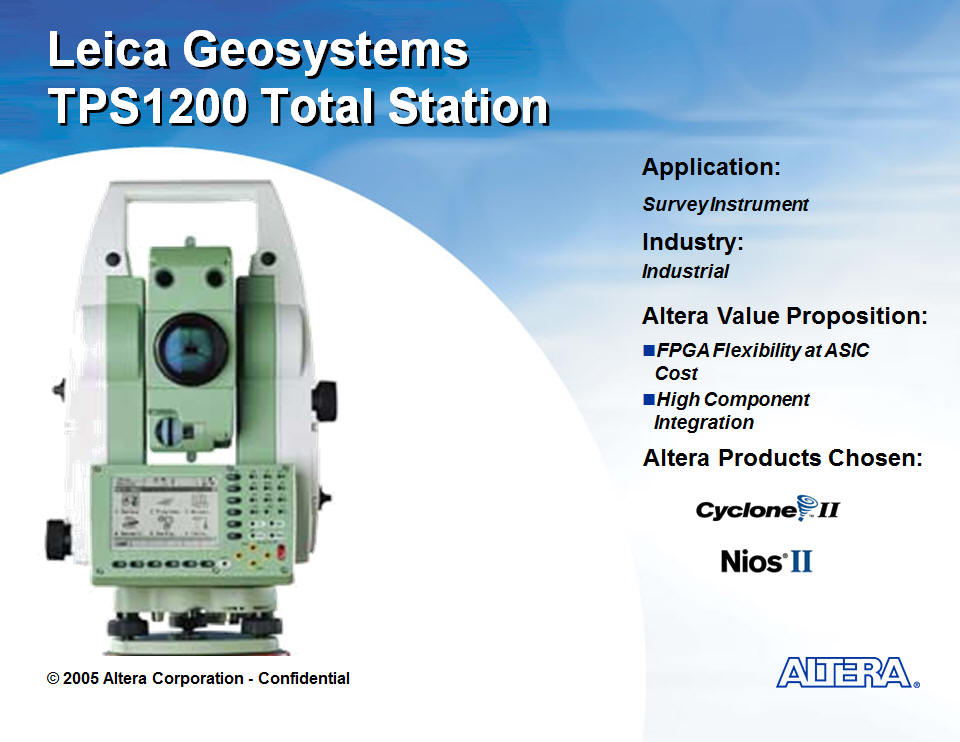 Leica Geosystems
TPS1200 Total Station
Application:
Survey Instrument
Industry:
Industrial
Altera Value Proposition:
■FPGA Flexibility at ASIC
Cost
■High Component
Integration
Altera Products Chosen:
Cyclone™ II
Nios® II
© 2005 Altera Corporation - Confidential
ALTERA®